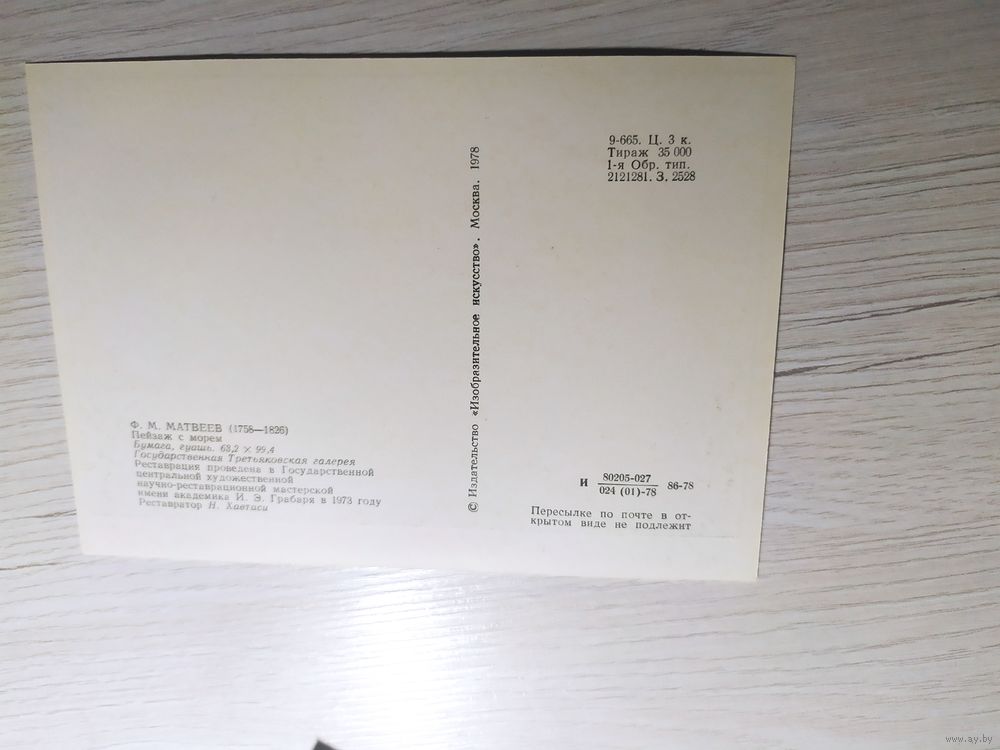 Ф. М. МАТВЕЕВ (1758—1826)
Пейзаж с морем
Бумага, гуашь. 68,2 × 99,4
Государственная Третьяковская галерея
Реставрация проведена в Государственной
центральной художественной
научно-реставрационной мастерской
имени академика И. Э. Грабаря в 1973 году
Реставратор Н. Хавтаси
© Издательство «Изобразительное искусство». Москва. 1978
9-665. Ц. 3 к.
Тираж 35 000
1-я Обр. тип.
2121281. З. 2528
И 80205-027 86-78
024 (01)-78
Пересылке по почте в от-
крытом виде не подлежит
www.ay.by